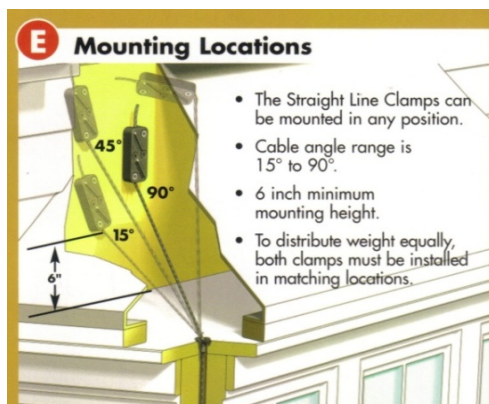 E Mounting Locations
• The Straight Line Clamps can
be mounted in any position.
• Cable angle range is
15° to 90°.
• 6 inch minimum
mounting height.
• To distribute weight equally,
both clamps must be installed
in matching locations.
45°
90°
15°
6"